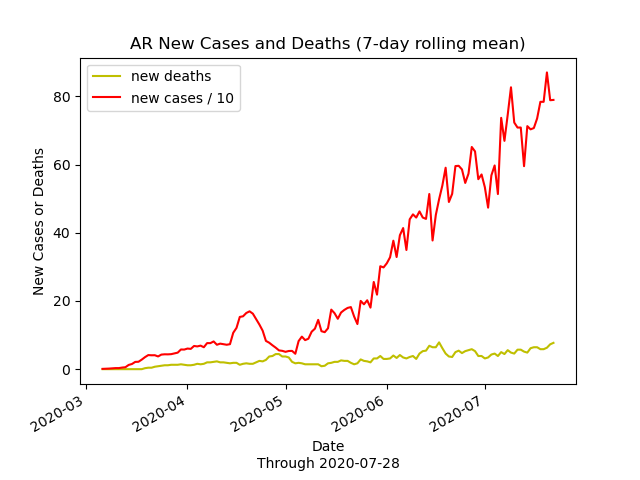 AR New Cases and Deaths (7-day rolling mean)
new deaths
new cases / 10
New Cases or Deaths
80
60
40
20
0
2020-03
2020-04
2020-05
2020-06
2020-07
Date
Through 2020-07-28